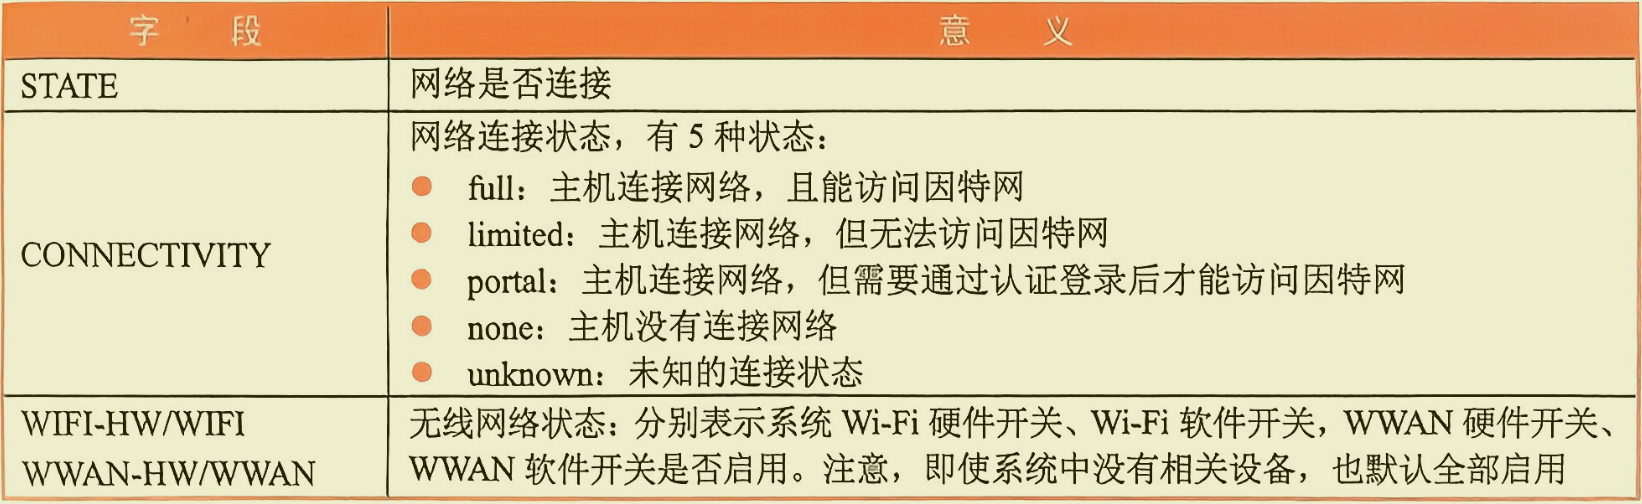 字 段 意 义
STATE 网络是否连接
CONNECTIVITY
网络连接状态，有 5 种状态：
● full：主机连接网络，且能访问因特网
● limited：主机连接网络，但无法访问因特网
● portal：主机连接网络，但需要通过认证登录后才能访问因特网
● none：主机没有连接网络
● unknown：未知的连接状态
WIFI-HW/WIFI
WWAN-HW/WWAN
无线网络状态：分别表示系统 Wi-Fi 硬件开关、Wi-Fi 软件开关，WWAN 硬件开关、
WWAN 软件开关是否启用。注意，即使系统中没有相关设备，也默认全部启用